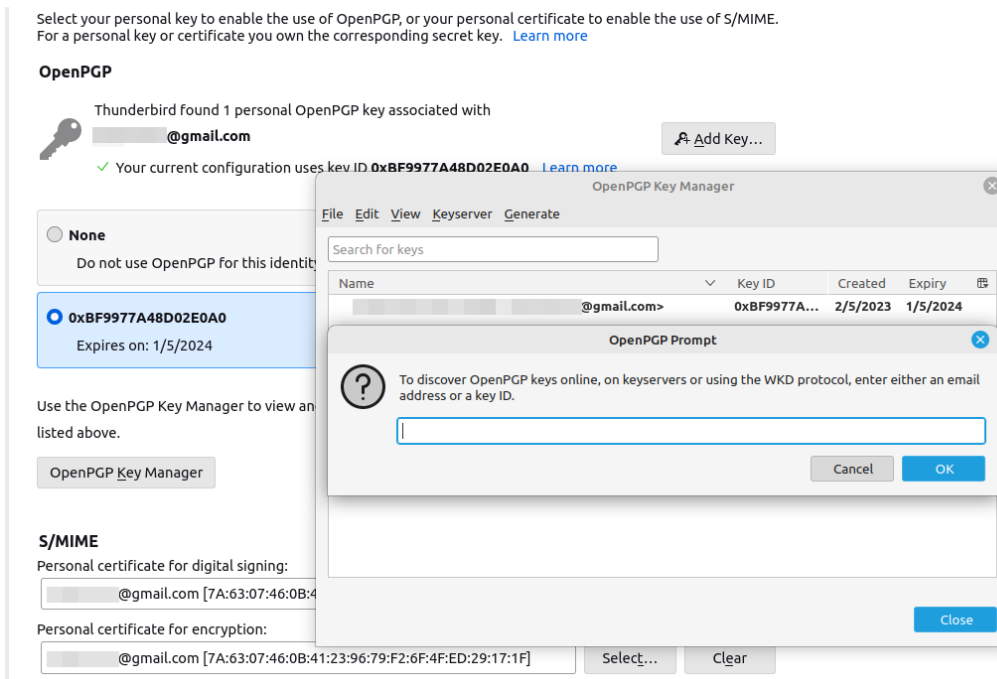 Select your personal key to enable the use of OpenPGP, or your personal certificate to enable the use of S/MIME.
For a personal key or certificate you own the corresponding secret key. Learn more
OpenPGP
Thunderbird found 1 personal OpenPGP key associated with
@gmail.com
Add Key...
Your current configuration uses key ID 0xBF9977A48D02E0A0 Learn more
None
Do not use OpenPGP for this identity
0xBF9977A48D02E0A0
Expires on: 1/5/2024
Use the OpenPGP Key Manager to view an
listed above.
OpenPGP Key Manager
S/MIME
Personal certificate for digital signing:
@gmail.com [7A:63:07:46:0B:4
Personal certificate for encryption:
@gmail.com [7A:63:07:46:0B:41:23:96:79:F2:6F:4F:ED:29:17:1F]
Select...
Clear
OpenPGP Key Manager
File Edit View Keyserver Generate
Search for keys
Name Key ID Created Expiry
@gmail.com> 0xBF9977A... 2/5/2023 1/5/2024
OpenPGP Prompt
To discover OpenPGP keys online, on keyservers or using the WKD protocol, enter either an email
address or a key ID.
Cancel
OK
Close